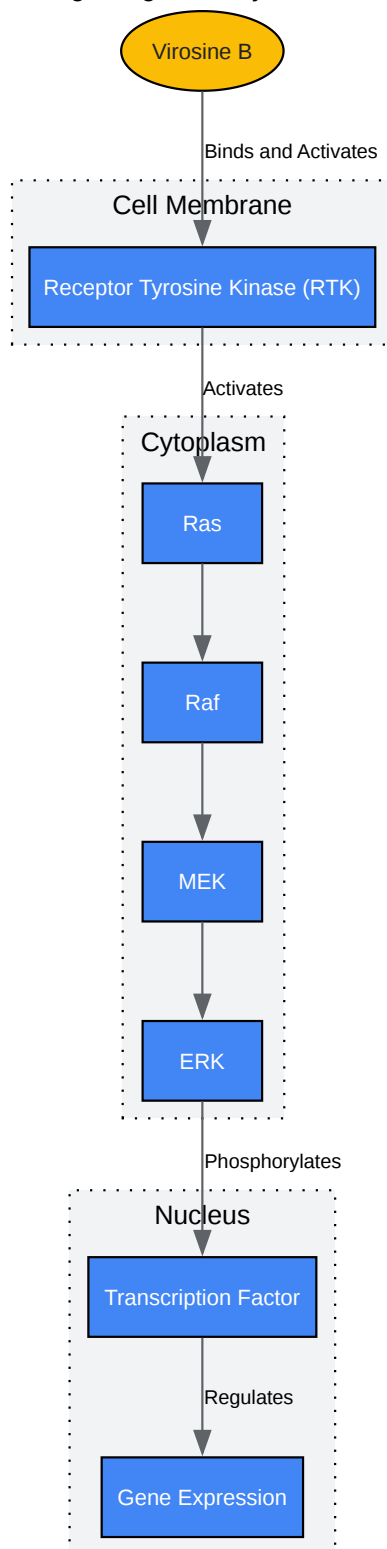 Virosine B
Binds and Activates
Cell Membrane
Receptor Tyrosine Kinase (RTK)
Activates
Cytoplasm
Ras
Raf
MEK
ERK
Phosphorylates
Nucleus
Transcription Factor
Regulates
Gene Expression